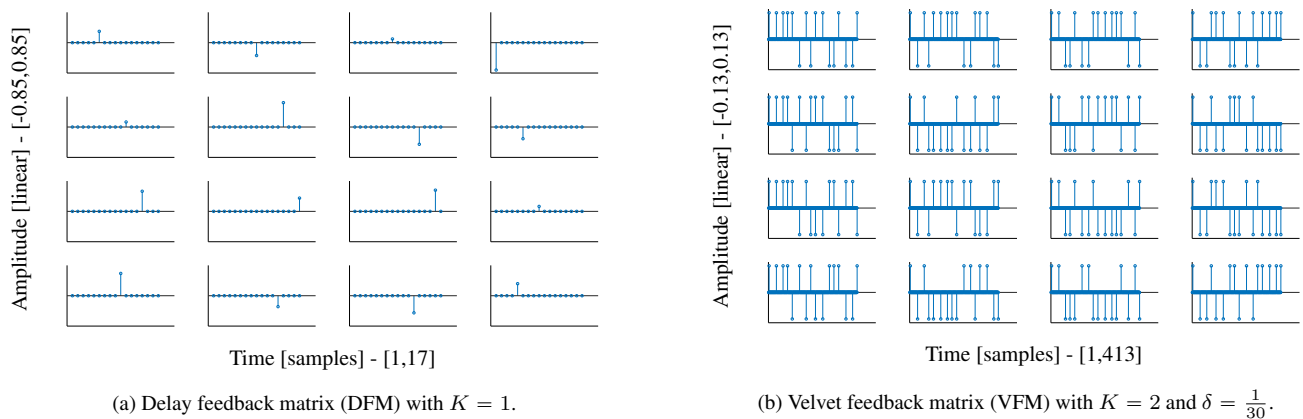 Amplitude [linear] - [-0.85,0.85]
Time [samples] - [1,17]
(a) Delay feedback matrix (DFM) with K = 1.
Amplitude [linear] - [-0.13,0.13]
Time [samples] - [1,413]
(b) Velvet feedback matrix (VFM) with K = 2 and δ = 1/30.